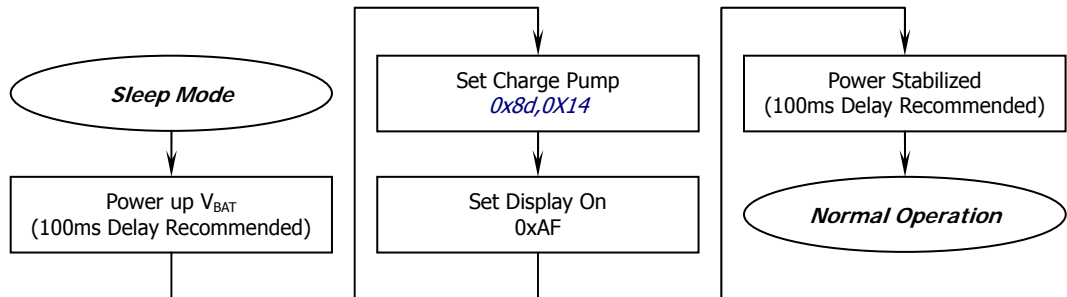 Sleep Mode
Power up VBAT
(100ms Delay Recommended)
Set Charge Pump
0x8d,0X14
Set Display On
0xAF
Power Stabilized
(100ms Delay Recommended)
Normal Operation